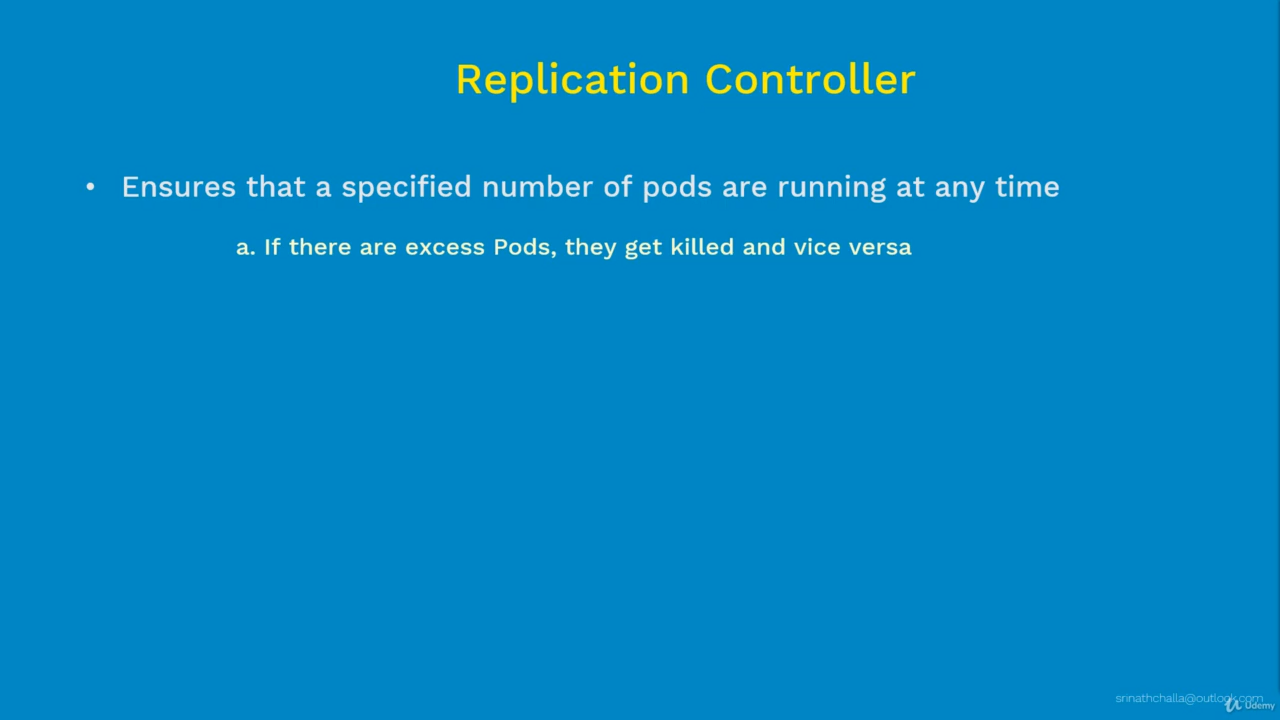 Replication Controller
• Ensures that a specified number of pods are running at any time
a. If there are excess Pods, they get killed and vice versa
srinathchalla@outlook.com
Udemy